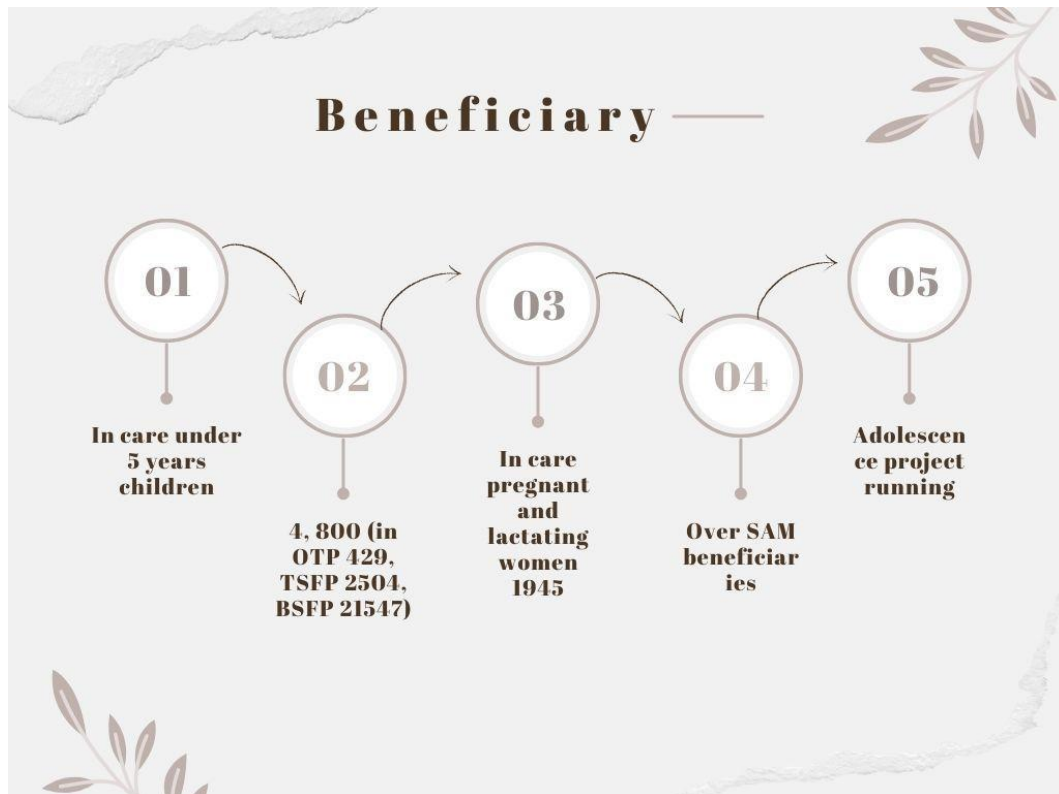 Beneficiary
01
In care under
5 years
children
02
4, 800 (in
OTP 429,
TSFP 2504,
BSFP 21547)
03
In care
pregnant
and
lactating
women
1945
04
Over SAM
beneficiar
ies
05
Adolescen
ce project
running